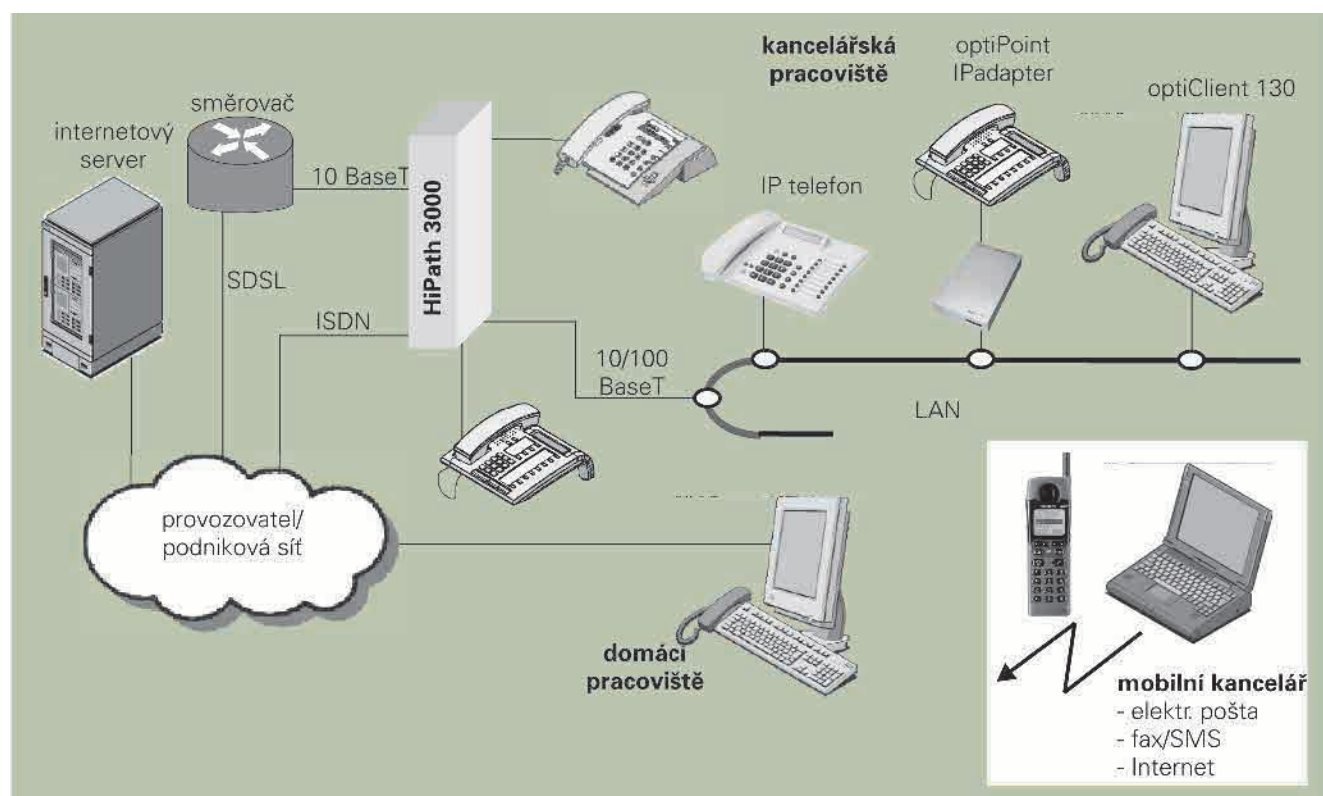 kancelářská
pracoviště
optiPoint
IPadapter
optiClient 130
směrovač
internetový
server
10 BaseT
HiPath 3000
IP telefon
SDSL
ISDN
10/100
BaseT
LAN
provozovatel/
podniková síť
domácí
pracoviště
mobilní kancelář
- elektr. pošta
- fax/SMS
- Internet